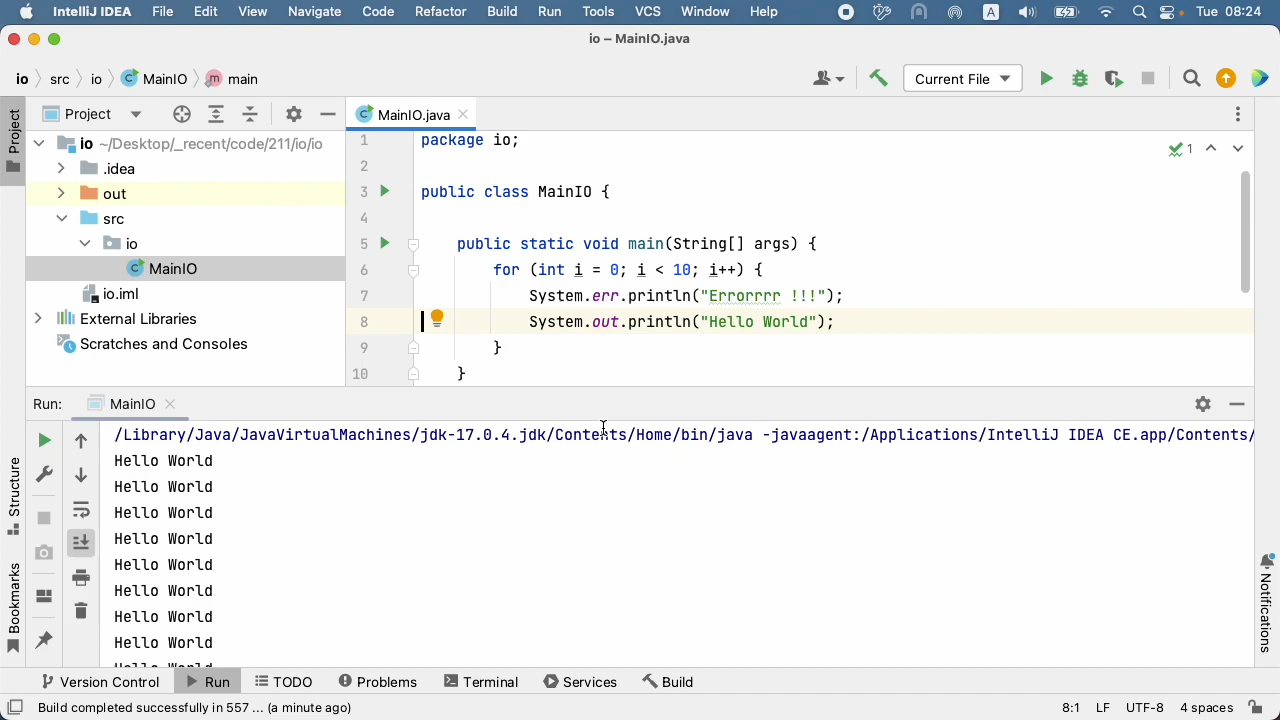 IntelliJ IDEA File Edit View Navigate Code Refactor Build Run Tools VCS Window Help A Tue 08:24
io – MainIO.java
io src io MainIO main Current File
Project MainIO.java
Project
io ~/Desktop/_recent/code/211/io/io
.idea
out
src
io
MainIO
io.iml
External Libraries
Scratches and Consoles
1 package io;
2
3 public class MainIO {
4
5 public static void main(String[] args) {
6 for (int i = 0; i < 10; i++) {
7 System.err.println("Errorrrr !!!");
8 System.out.println("Hello World");
9 }
10 }
1
Run: MainIO
/Library/Java/JavaVirtualMachines/jdk-17.0.4.jdk/Contents/Home/bin/java -javaagent:/Applications/IntelliJ IDEA CE.app/Contents/
Hello World
Hello World
Hello World
Hello World
Hello World
Hello World
Hello World
Hello World
Hello World
Structure
Bookmarks
Notifications
Version Control Run TODO Problems Terminal Services Build
Build completed successfully in 557 ... (a minute ago) 8:1 LF UTF-8 4 spaces